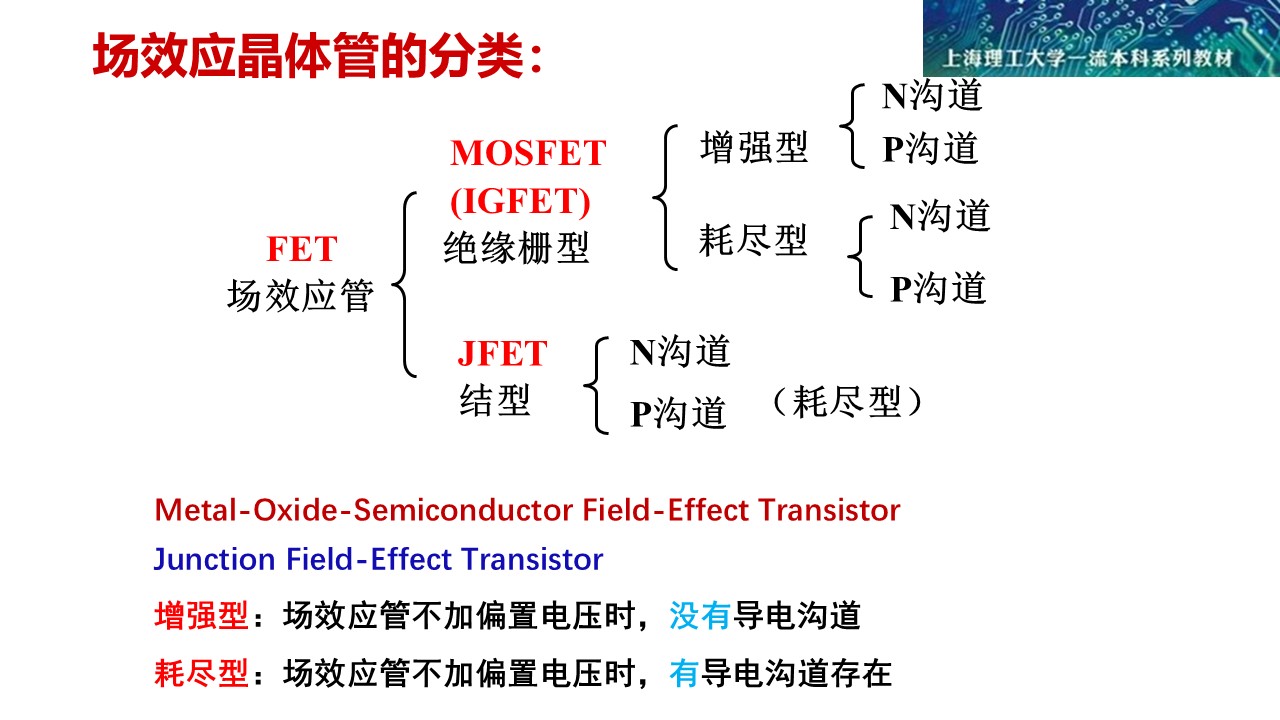 场效应晶体管的分类：
上海理工大学一流本科系列教材
FET
场效应管
MOSFET
(IGFET)
绝缘栅型
增强型
N沟道
P沟道
耗尽型
N沟道
P沟道
JFET
结型
N沟道
P沟道
（耗尽型）
Metal-Oxide-Semiconductor Field-Effect Transistor
Junction Field-Effect Transistor
增强型：场效应管不加偏置电压时，没有导电沟道
耗尽型：场效应管不加偏置电压时，有导电沟道存在